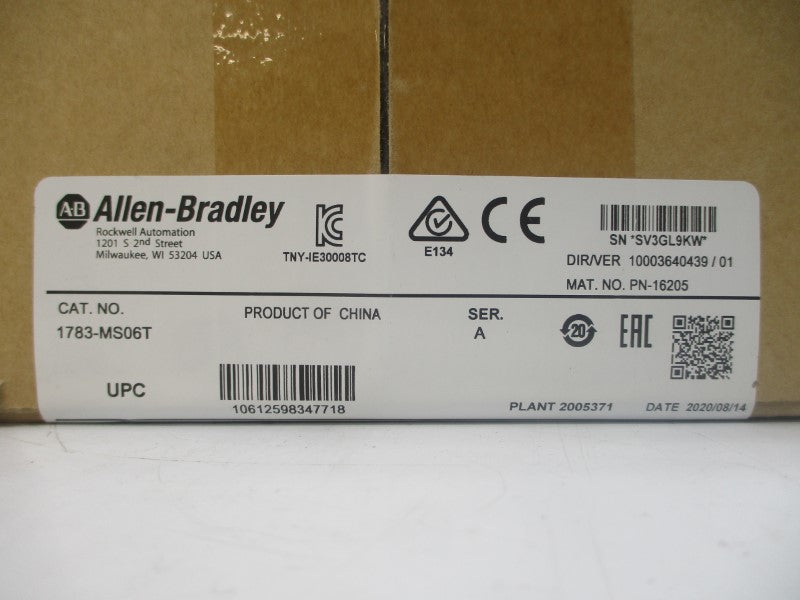 AB Allen-Bradley
Rockwell Automation
1201 S 2nd Street
Milwaukee, WI 53204 USA
TNY-IE30008TC
E134
CE
SN *SV3GL9KW*
DIR/VER 10003640439 / 01
MAT. NO. PN-16205
CAT. NO.
1783-MS06T
PRODUCT OF CHINA
SER.
A
20
EAC
UPC
10612598347718
PLANT 2005371
DATE 2020/08/14